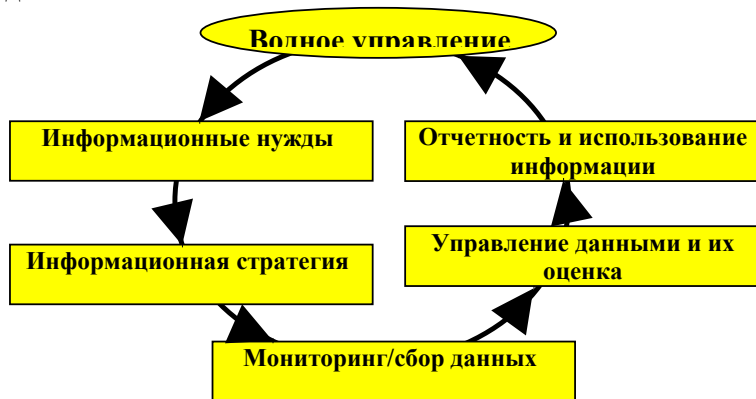 Водное управление
Информационные нужды
Отчетность и использование
информации
Информационная стратегия
Управление данными и их
оценка
Мониторинг/сбор данных